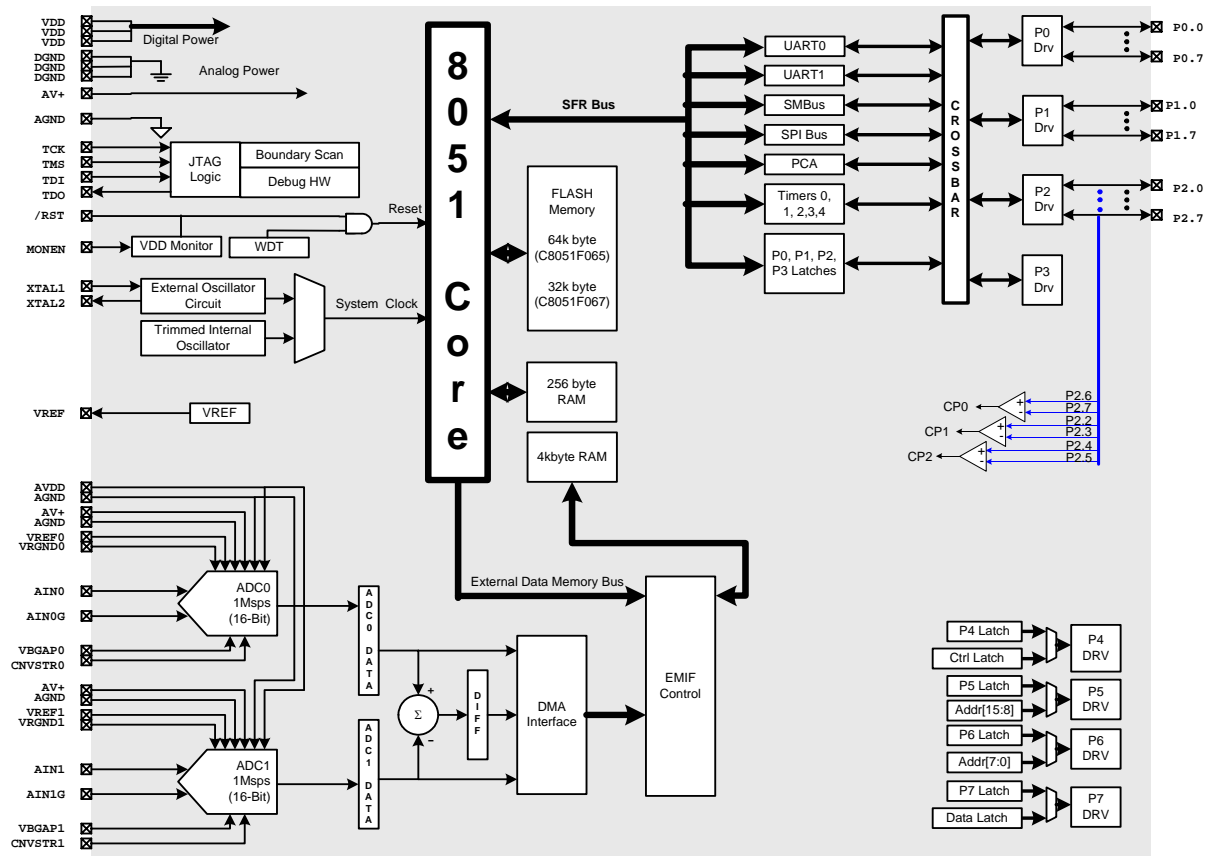 VDD
VDD
VDD
Digital Power
DGND
DGND
DGND
Analog Power
AV+
AGND
TCK
TMS
TDI
TDO
JTAG
Logic
Boundary Scan
Debug HW
/RST
Reset
MONEN
VDD Monitor
WDT
XTAL1
XTAL2
External Oscillator
Circuit
System Clock
Trimmed Internal
Oscillator
VREF
VREF
8051 Core
SFR Bus
FLASH
Memory
64k byte
(C8051F065)
32k byte
(C8051F067)
256 byte
RAM
4kbyte RAM
UART0
UART1
SMBus
SPI Bus
PCA
Timers 0,
1, 2,3,4
P0, P1, P2,
P3 Latches
CROSSBAR
P0
Drv
P1
Drv
P2
Drv
P3
Drv
P0.0
P0.7
P1.0
P1.7
P2.0
P2.7
CP0
+
-
P2.6
P2.7
CP1
+
-
P2.2
P2.3
CP2
+
-
P2.4
P2.5
AVDD
AGND
AV+
AGND
VREF0
VRGND0
AIN0
AIN0G
VBGAP0
CNVSTR0
ADC0
1Msps
(16-Bit)
ADC0 DATA
AV+
AGND
VREF1
VRGND1
AIN1
AIN1G
VBGAP1
CNVSTR1
ADC1
1Msps
(16-Bit)
ADC1 DATA
+
Σ
−
DIFF
DMA
Interface
External Data Memory Bus
EMIF
Control
P4 Latch
Ctrl Latch
P4
DRV
P5 Latch
Addr[15:8]
P5
DRV
P6 Latch
Addr[7:0]
P6
DRV
P7 Latch
Data Latch
P7
DRV